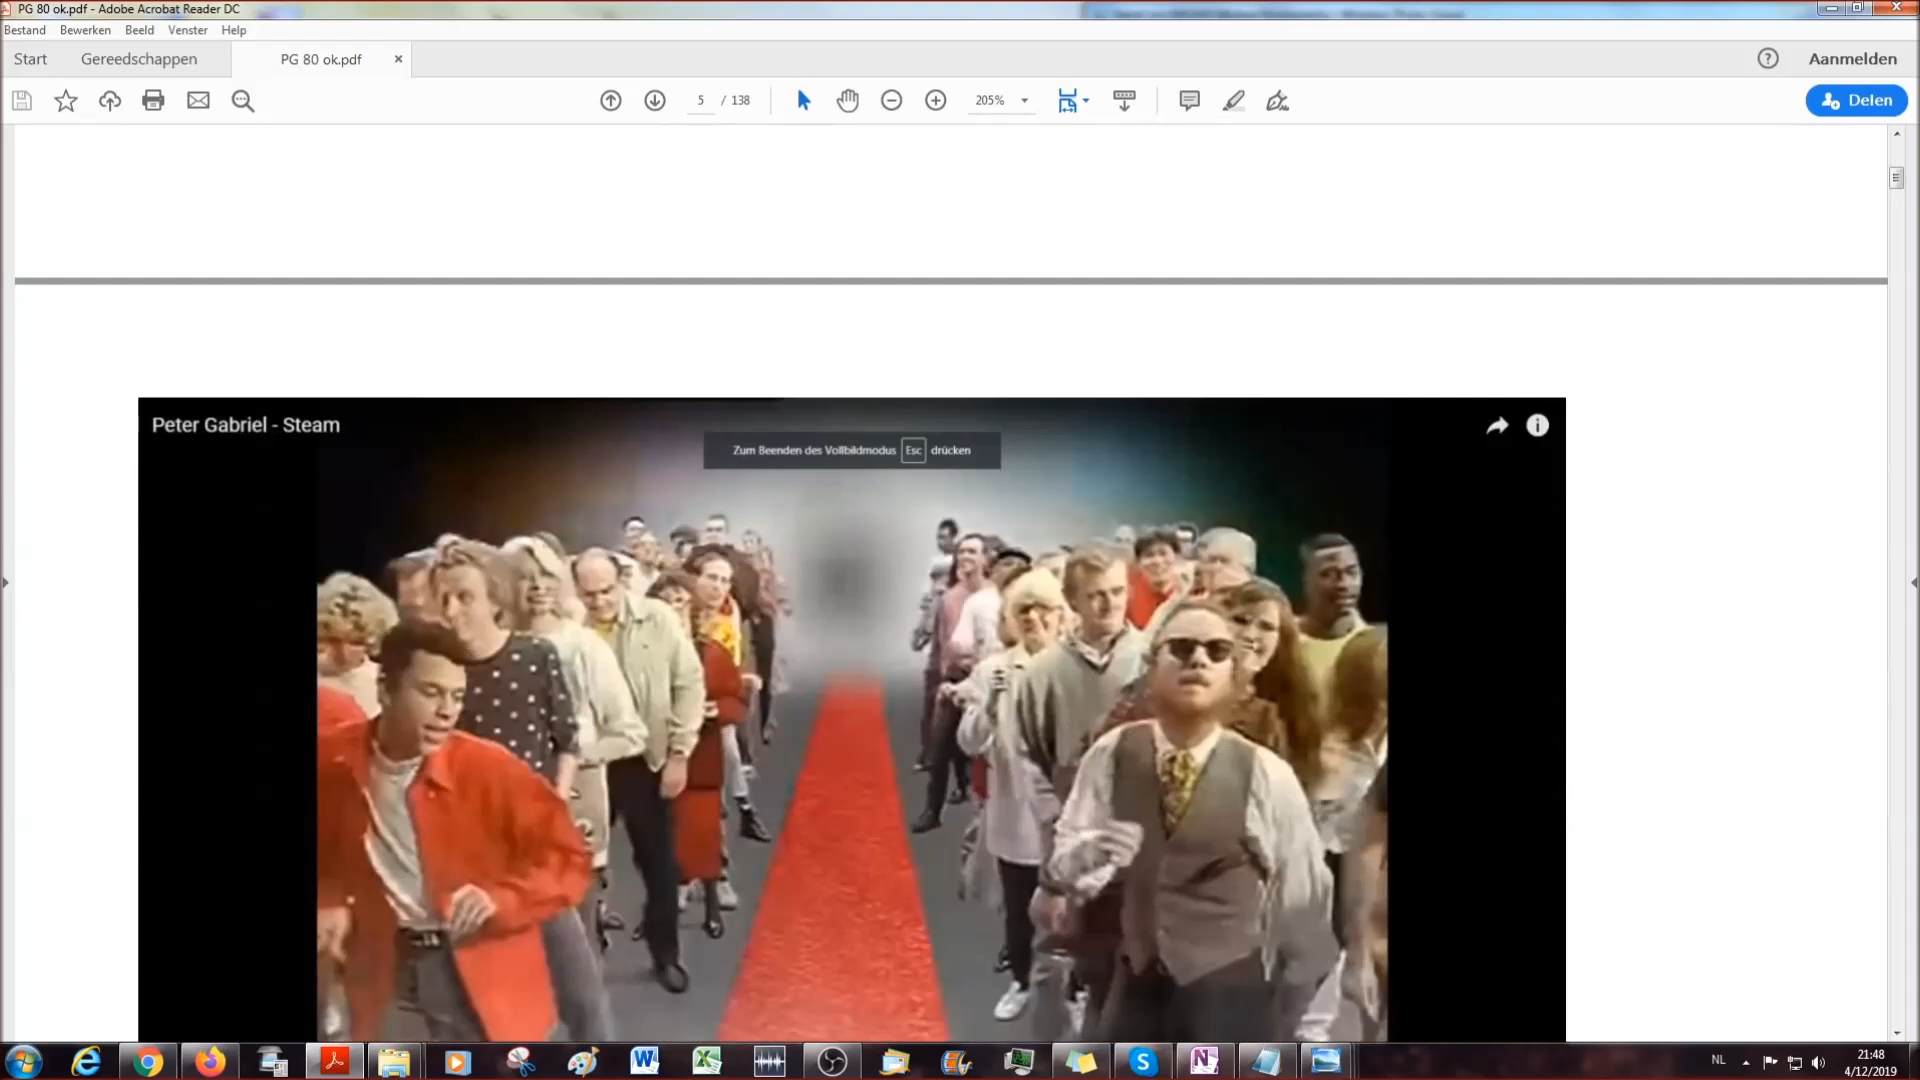 PG 80 ok.pdf - Adobe Acrobat Reader DC
Bestand Bewerken Beeld Venster Help
Start Gereedschappen PG 80 ok.pdf Aanmelden
5 / 138 205% Delen
Peter Gabriel - Steam
Zum Beenden des Vollbildmodus Esc drücken
NL 21:48
4/12/2019